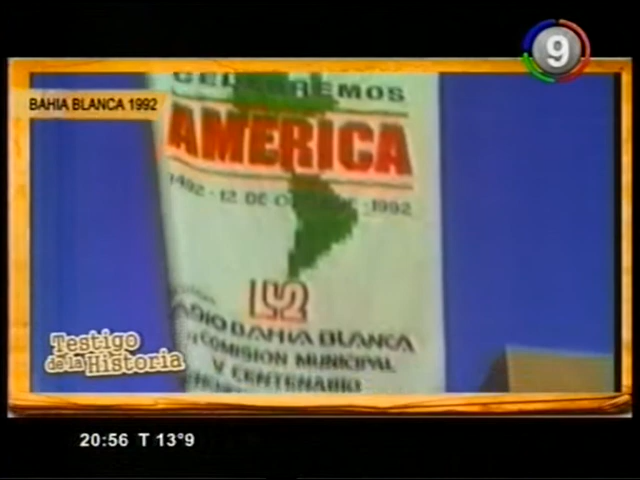 9
BAHIA BLANCA 1992
CELEBREMOS
AMERICA
1492 - 12 DE OCTUBRE - 1992
LU2
RADIO BAHIA BLANCA
COMISION MUNICIPAL
V CENTENARIO
Testigo
de la Historia
20:56 T 13°9